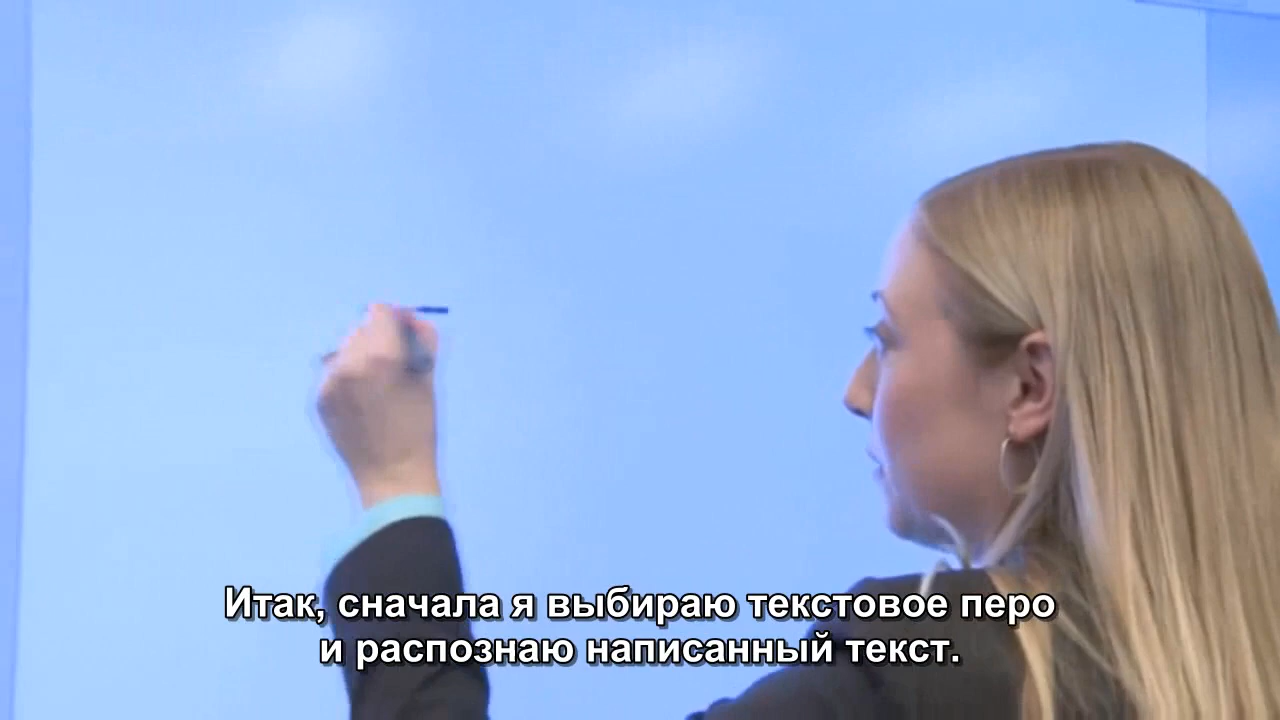 Итак, сначала я выбираю текстовое перо
и распознаю написанный текст.